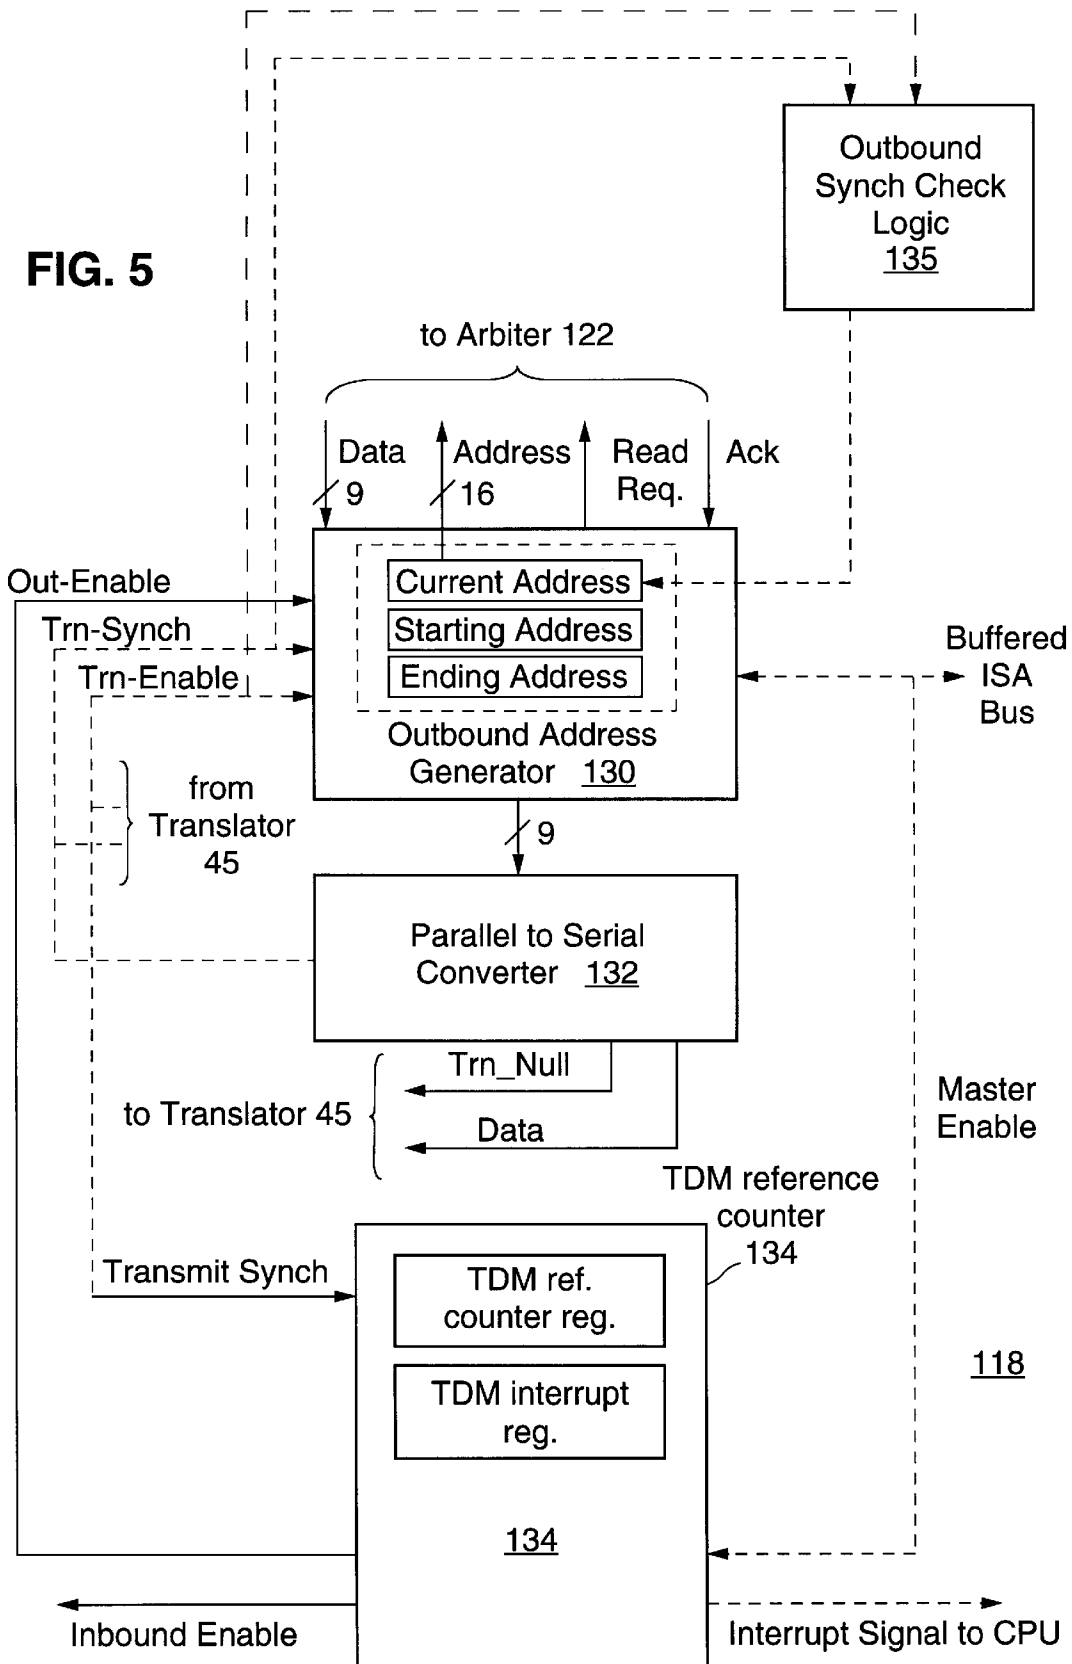 Outbound
Synch Check
Logic
135
FIG. 5
to Arbiter 122
Data
Address
Read
Req.
Ack
9
16
Current Address
Starting Address
Ending Address
Outbound Address
Generator 130
Out-Enable
Trn-Synch
Trn-Enable
Buffered
ISA
Bus
from
Translator
45
9
Parallel to Serial
Converter 132
Trn_Null
to Translator 45
Data
Master
Enable
TDM reference
counter
134
Transmit Synch
TDM ref.
counter reg.
TDM interrupt
reg.
118
134
Inbound Enable
Interrupt Signal to CPU